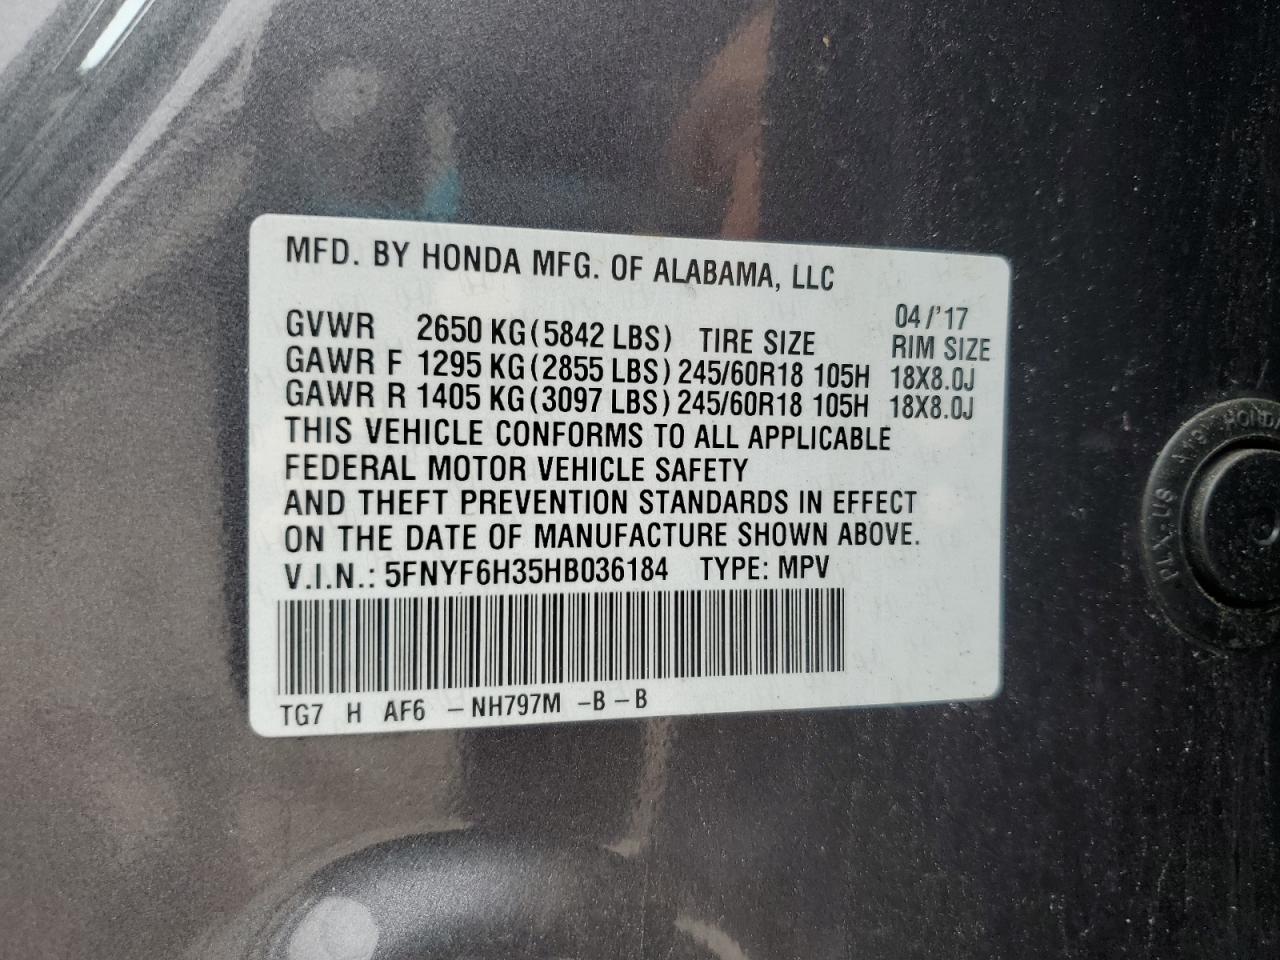 MFD. BY HONDA MFG. OF ALABAMA, LLC
04/'17
GVWR 2650 KG(5842 LBS) TIRE SIZE RIM SIZE
GAWR F 1295 KG(2855 LBS) 245/60R18 105H 18X8.0J
GAWR R 1405 KG(3097 LBS) 245/60R18 105H 18X8.0J
THIS VEHICLE CONFORMS TO ALL APPLICABLE
FEDERAL MOTOR VEHICLE SAFETY
AND THEFT PREVENTION STANDARDS IN EFFECT
ON THE DATE OF MANUFACTURE SHOWN ABOVE.
V.I.N.: 5FNYF6H35HB036184 TYPE: MPV
TG7 H AF6 -NH797M -B-B
HONDA